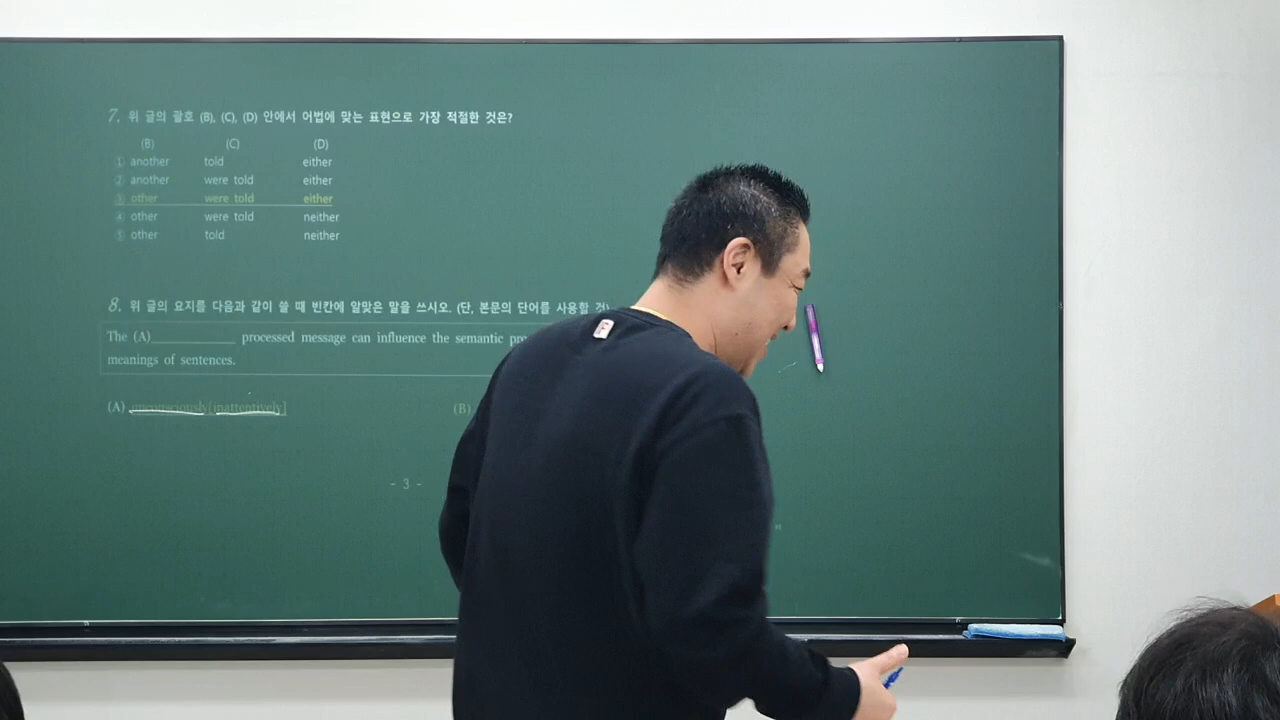 7. 위 글의 괄호 (B), (C), (D) 안에서 어법에 맞는 표현으로 가장 적절한 것은?
(B) (C) (D)
① another told either
② another were told either
③ other were told either
④ other were told neither
⑤ other told neither
8. 위 글의 요지를 다음과 같이 쓸 때 빈칸에 알맞은 말을 쓰시오. (단, 본문의 단어를 사용할 것)
The (A)____________ processed message can influence the semantic
meanings of sentences.
(A) unconsciously[inattentively] (B)
- 3 -